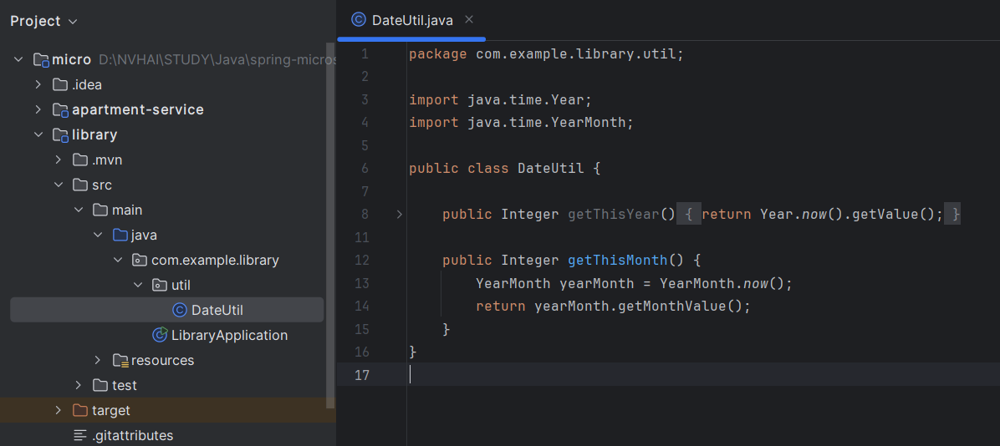 Project
micro D:\NVHAI\STUDY\Java\spring-micros
.idea
apartment-service
library
.mvn
src
main
java
com.example.library
util
DateUtil
LibraryApplication
resources
test
target
.gitattributes
DateUtil.java
1 package com.example.library.util;
2
3 import java.time.Year;
4 import java.time.YearMonth;
5
6 public class DateUtil {
7
8 public Integer getThisYear() { return Year.now().getValue(); }
11
12 public Integer getThisMonth() {
13 YearMonth yearMonth = YearMonth.now();
14 return yearMonth.getMonthValue();
15 }
16 }
17